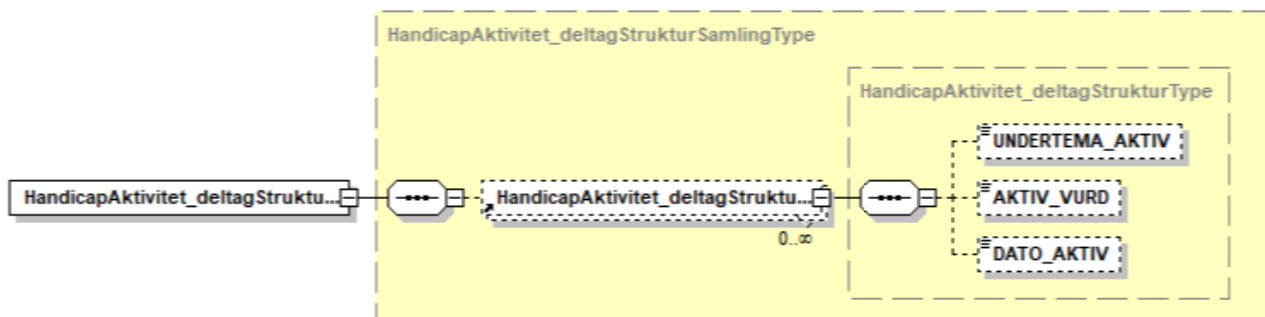 HandicapAktivitet_deltagStrukturSamlingType
HandicapAktivitet_deltagStrukturType
UNDERTEMA_AKTIV
HandicapAktivitet_deltagStruktu...
HandicapAktivitet_deltagStruktu...
AKTIV_VURD
0..∞
DATO_AKTIV